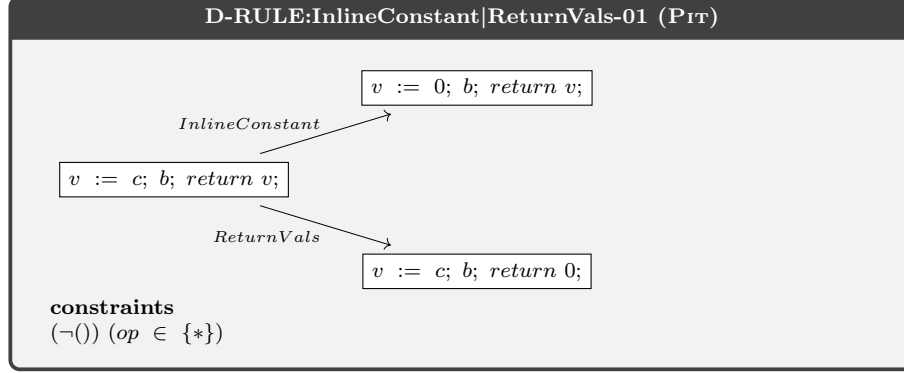 D-RULE:InlineConstant|ReturnVals-01 (PIT)
v := 0; b; return v;
InlineConstant
v := c; b; return v;
ReturnVals
v := c; b; return 0;
constraints
(¬()) (op ∈ {*})